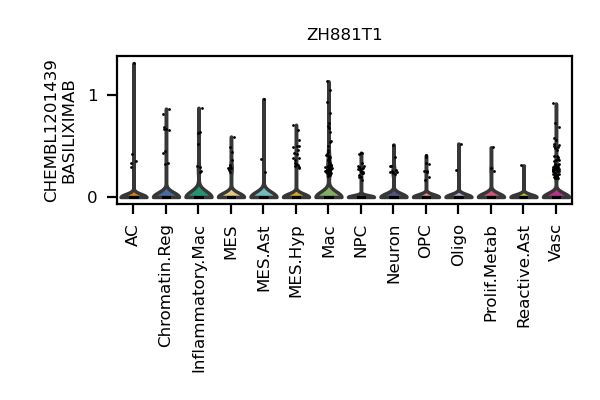 ZH881T1
CHEMBL1201439
BASILIXIMAB
1
0
AC
Chromatin.Reg
Inflammatory.Mac
MES
MES.Ast
MES.Hyp
Mac
NPC
Neuron
OPC
Oligo
Prolif.Metab
Reactive.Ast
Vasc